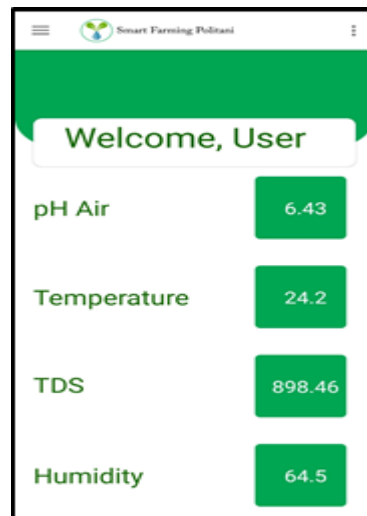 Smart Farming Politani
Welcome, User
pH Air 6.43
Temperature 24.2
TDS 898.46
Humidity 64.5